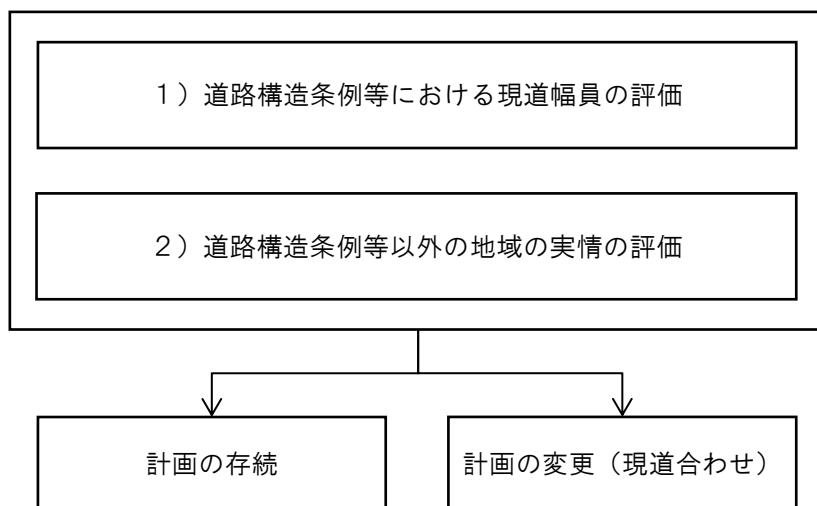 １）道路構造条例等における現道幅員の評価
２）道路構造条例等以外の地域の実情の評価
計画の存続
計画の変更（現道合わせ）